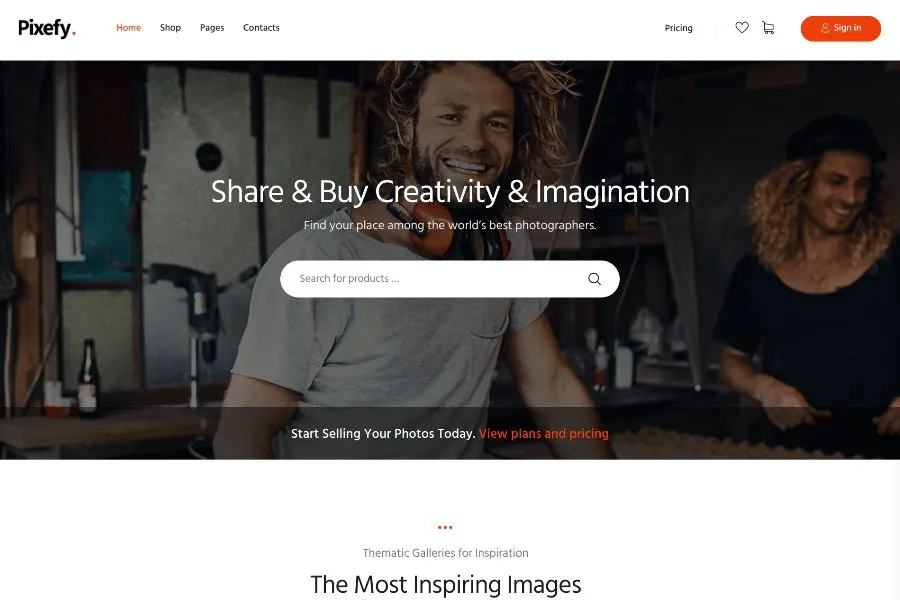 Pixefy.
Home Shop Pages Contacts Pricing Sign in
Share & Buy Creativity & Imagination
Find your place among the world's best photographers.
Search for products ...
Start Selling Your Photos Today. View plans and pricing
Thematic Galleries for Inspiration
The Most Inspiring Images